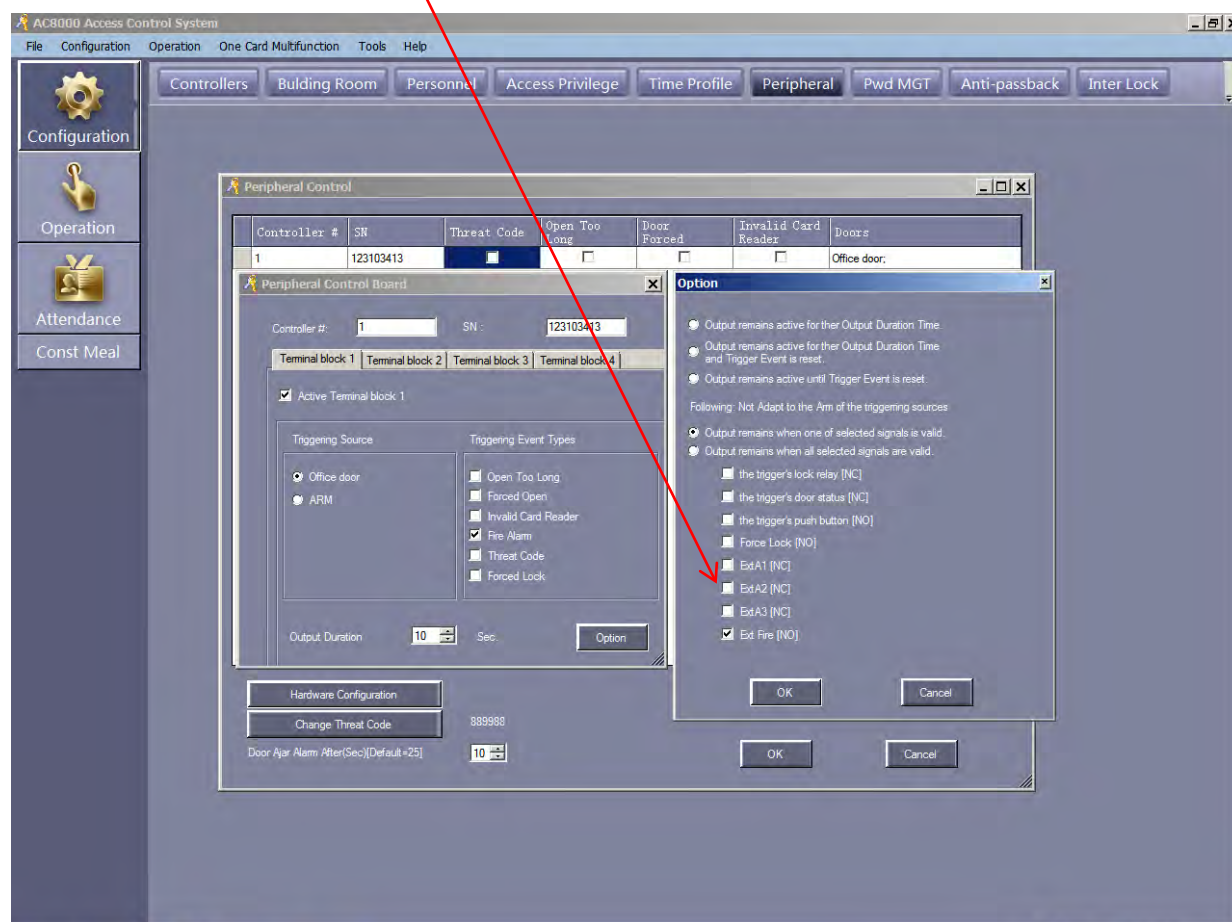 AC8000 Access Control System
File Configuration Operation One Card Multifunction Tools Help
Controllers Bulding Room Personnel Access Privilege Time Profile Peripheral Pwd MGT Anti-passback Inter Lock
Configuration
Operation
Attendance
Const Meal
Peripheral Control
Controller # SN Threat Code Open Too Long Door Forced Invalid Card Reader Doors
1 123103413 Office door;
Peripheral Control Board
Controller #: 1 SN : 123103413
Terminal block 1 Terminal block 2 Terminal block 3 Terminal block 4
Active Terminal block 1
Triggering Source
Office door
ARM
Triggering Event Types
Open Too Long
Forced Open
Invalid Card Reader
Fire Alarm
Threat Code
Forced Lock
Output Duration 10 Sec. Option
Option
Output remains active for ther Output Duration Time.
Output remains active for ther Output Duration Time
and Trigger Event is reset.
Output remains active until Trigger Event is reset.
Following: Not Adapt to the Arm of the triggering sources
Output remains when one of selected signals is valid.
Output remains when all selected signals are valid.
the trigger's lock relay [NC]
the trigger's door status [NC]
the trigger's push button [NO]
Force Lock [NO]
ExtA1 [NC]
ExtA2 [NC]
ExtA3 [NC]
Ext Fire [NO]
OK Cancel
Hardware Configuration
Change Threat Code 889988
Door Ajar Alarm After(Sec)[Default=25] 10
OK Cancel